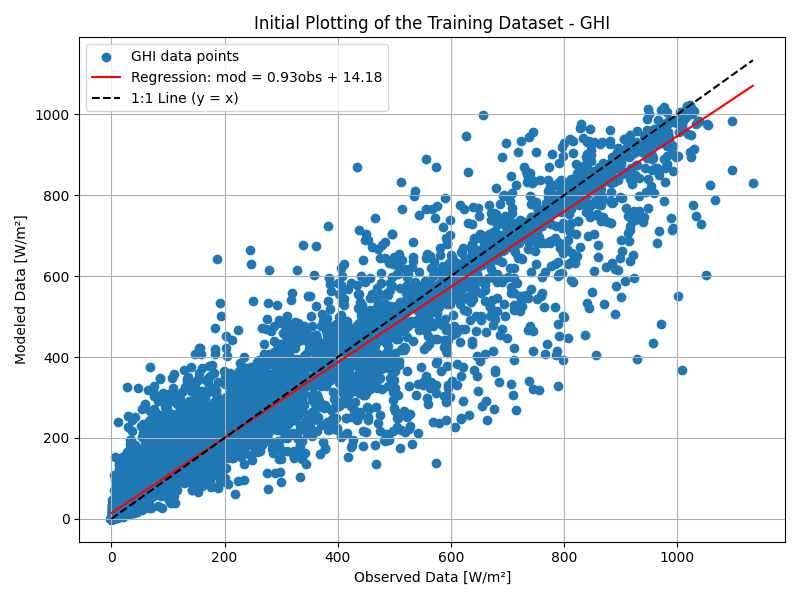 Initial Plotting of the Training Dataset - GHI
GHI data points
Regression: mod = 0.93obs + 14.18
1:1 Line (y = x)
1000
800
600
400
200
0
Modeled Data [W/m²]
0 200 400 600 800 1000
Observed Data [W/m²]